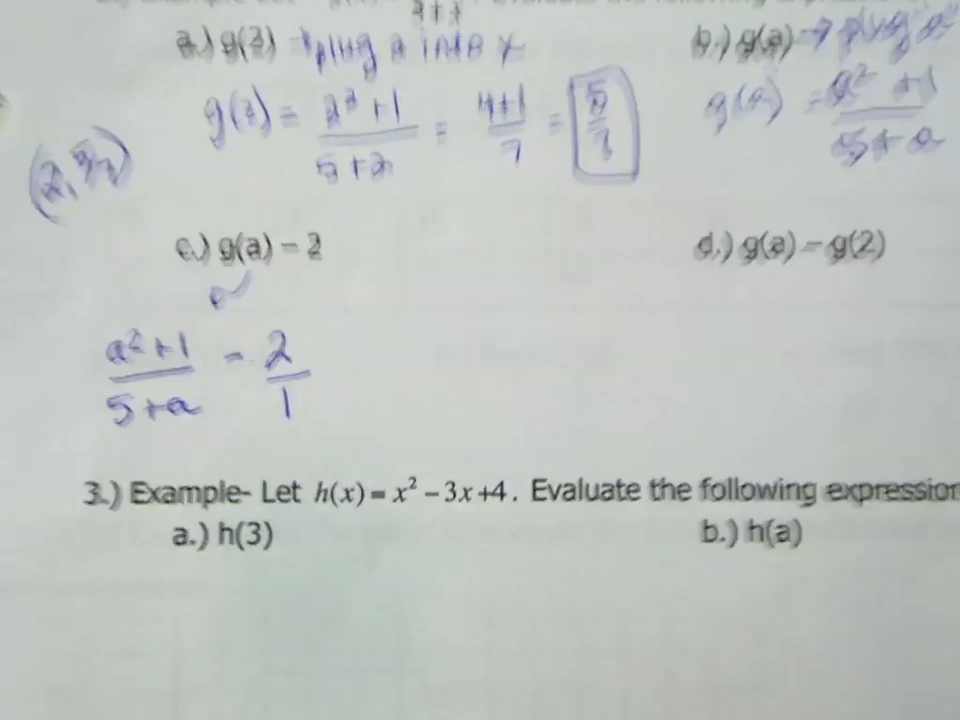 a.) g(2) → plug 2 into x
b.) g(a) → plug a
g(2) = 2² + 1 / 5 + 2 = 4+1 / 7 = 5/7
g(a) = a² + 1 / 5 + a
(2, 5/7)
c.) g(a) – 2
d.) g(a) – g(2)
a² + 1 / 5 + a - 2 / 1
3.) Example- Let h(x) = x² – 3x+4. Evaluate the following expression
a.) h(3)
b.) h(a)